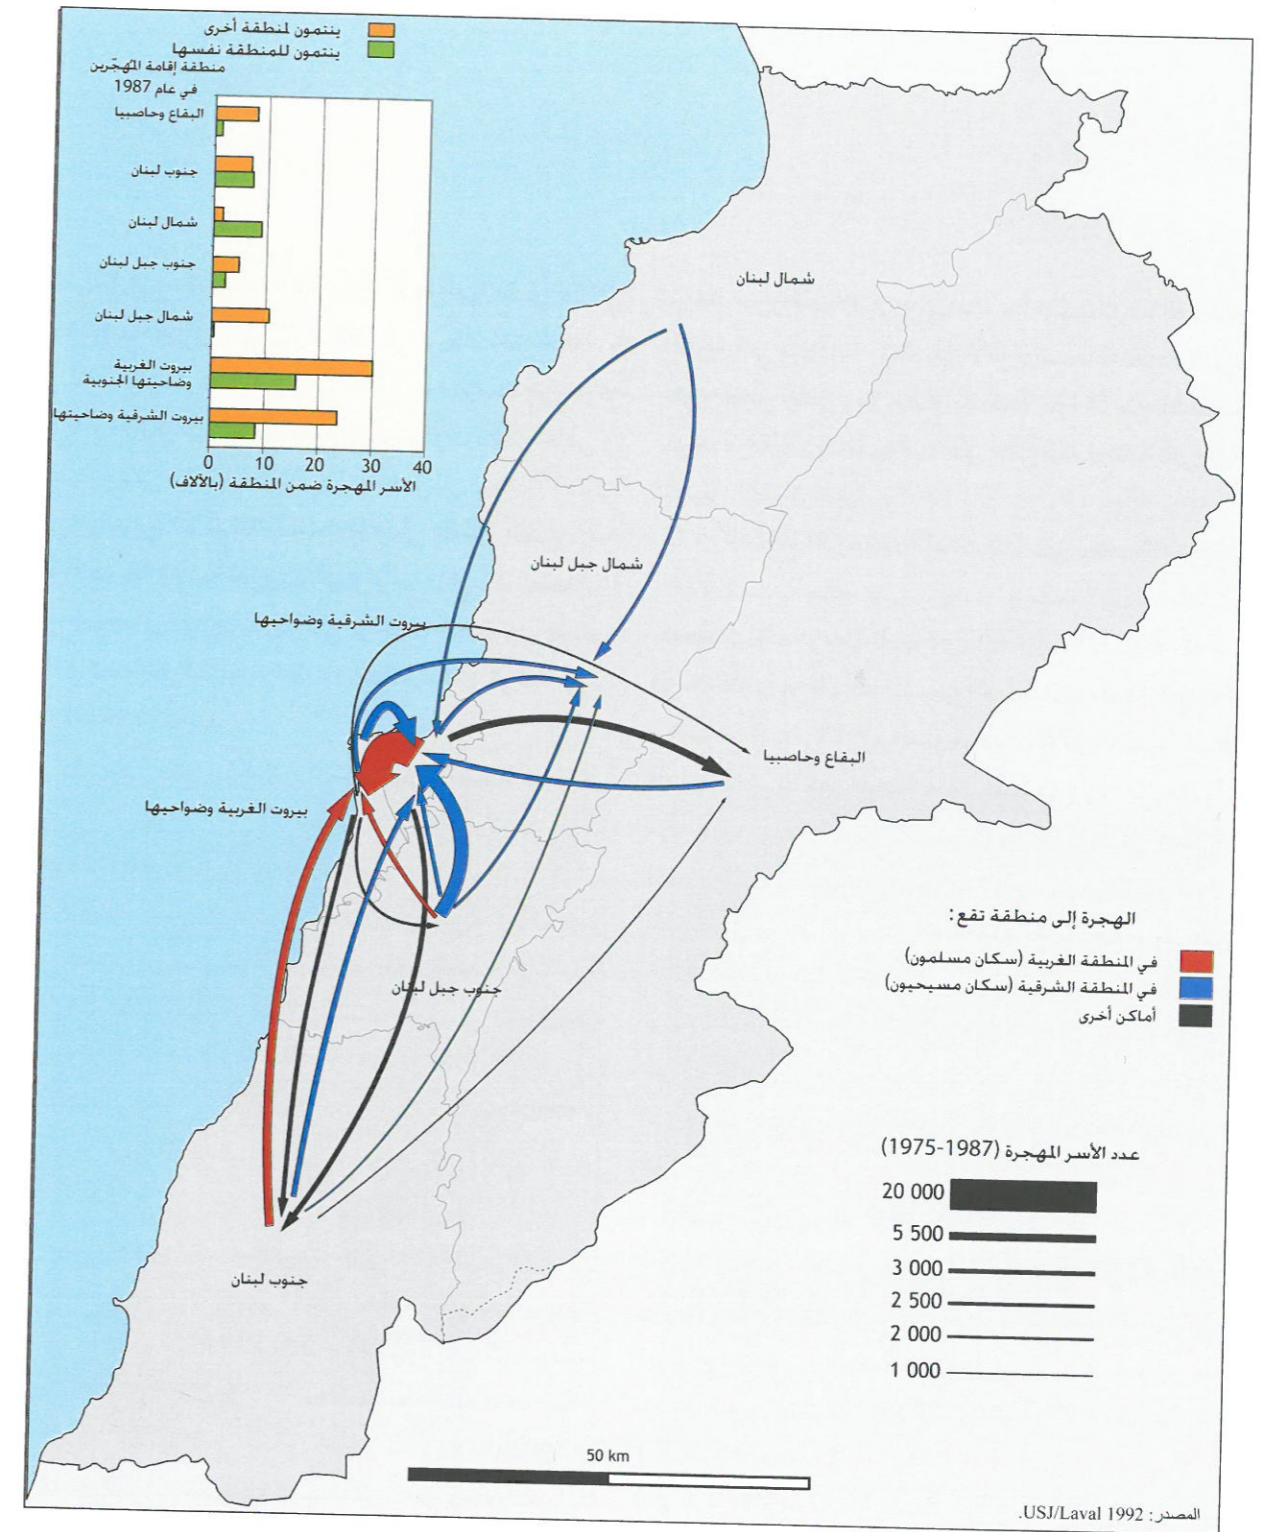 ينتمون لمنطقة أخرى
ينتمون للمنطقة نفسها
منطقة إقامة المهجّرين
في عام 1987
البقاع وحاصبيا
جنوب لبنان
شمال لبنان
جنوب جبل لبنان
شمال جبل لبنان
بيروت الغربية
وضاحيتها الجنوبية
بيروت الشرقية وضاحيتها
0 10 20 30 40
الأسر المهجرة ضمن المنطقة (بالآلاف)
شمال لبنان
شمال جبل لبنان
بيروت الشرقية وضواحيها
البقاع وحاصبيا
بيروت الغربية وضواحيها
جنوب جبل لبنان
جنوب لبنان
الهجرة إلى منطقة تقع:
في المنطقة الغربية (سكان مسلمون)
في المنطقة الشرقية (سكان مسيحيون)
أماكن أخرى
عدد الأسر المهجرة (1975-1987)
20 000
5 500
3 000
2 500
2 000
1 000
50 km
المصدر: USJ/Laval 1992.